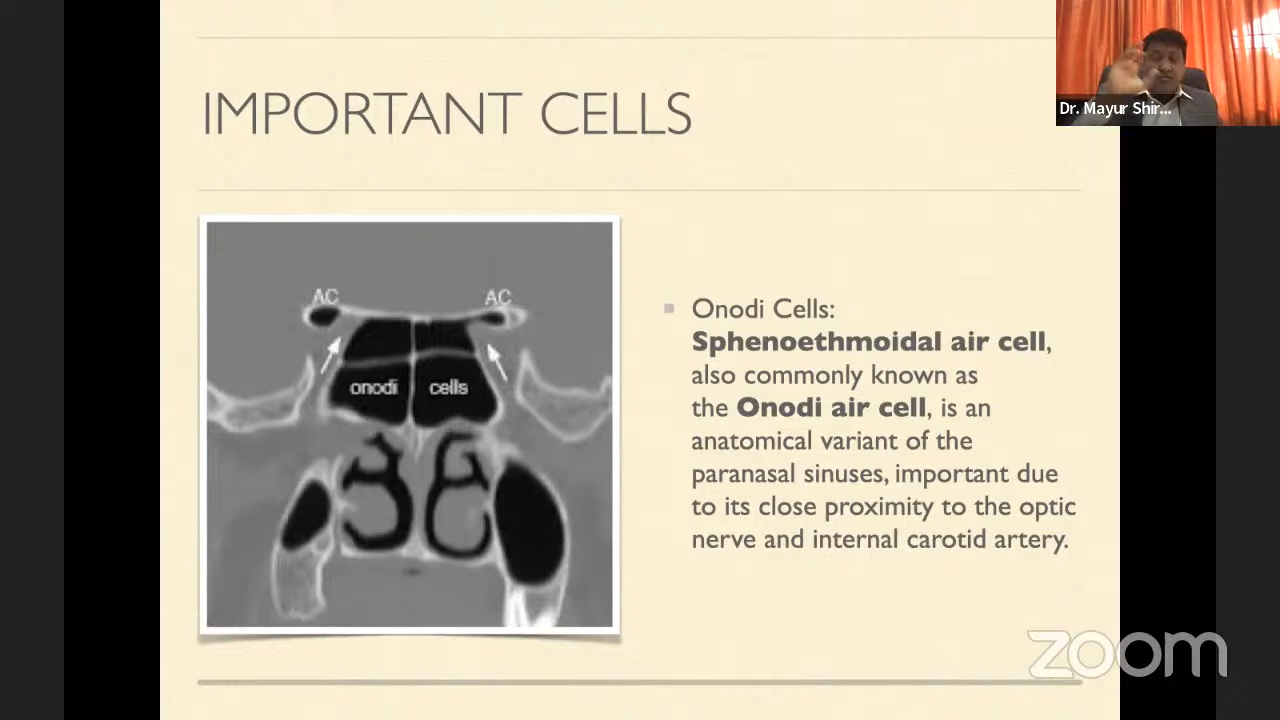 Dr. Mayur Shir...
IMPORTANT CELLS
AC AC
onodi cells
Onodi Cells:
Sphenoethmoidal air cell,
also commonly known as
the Onodi air cell, is an
anatomical variant of the
paranasal sinuses, important due
to its close proximity to the optic
nerve and internal carotid artery.
zoom